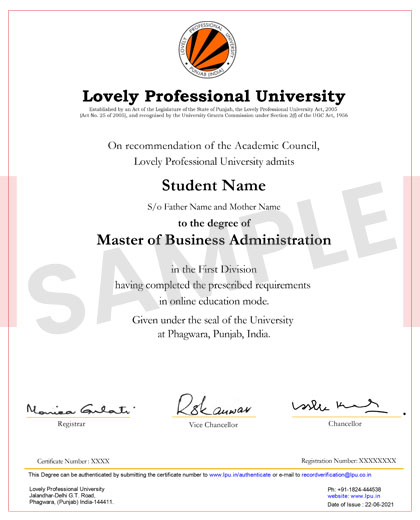 LOVELY PROFESSIONAL UNIVERSITY
PUNJAB (INDIA)
Lovely Professional University
Established by an Act of the Legislature of the State of Punjab, the Lovely Professional University Act, 2005
(Act No. 25 of 2005), and recognised by the University Grants Commission under Section 2(f) of the UGC Act, 1956
On recommendation of the Academic Council,
Lovely Professional University admits
Student Name
S/o Father Name and Mother Name
to the degree of
Master of Business Administration
SAMPLE
in the First Division
having completed the prescribed requirements
in online education mode.
Given under the seal of the University
at Phagwara, Punjab, India.
Registrar
Vice Chancellor
Chancellor
Certificate Number: XXXX
Registration Number: XXXXXXXX
This Degree can be authenticated by submitting the certificate number to www.lpu.in/authenticate or e-mail to recordverification@lpu.co.in
Lovely Professional University
Jalandhar-Delhi G.T. Road,
Phagwara, (Punjab) India-144411.
Ph: +91-1824-444538
website: www.lpu.in
Date of Issue : 22-06-2021